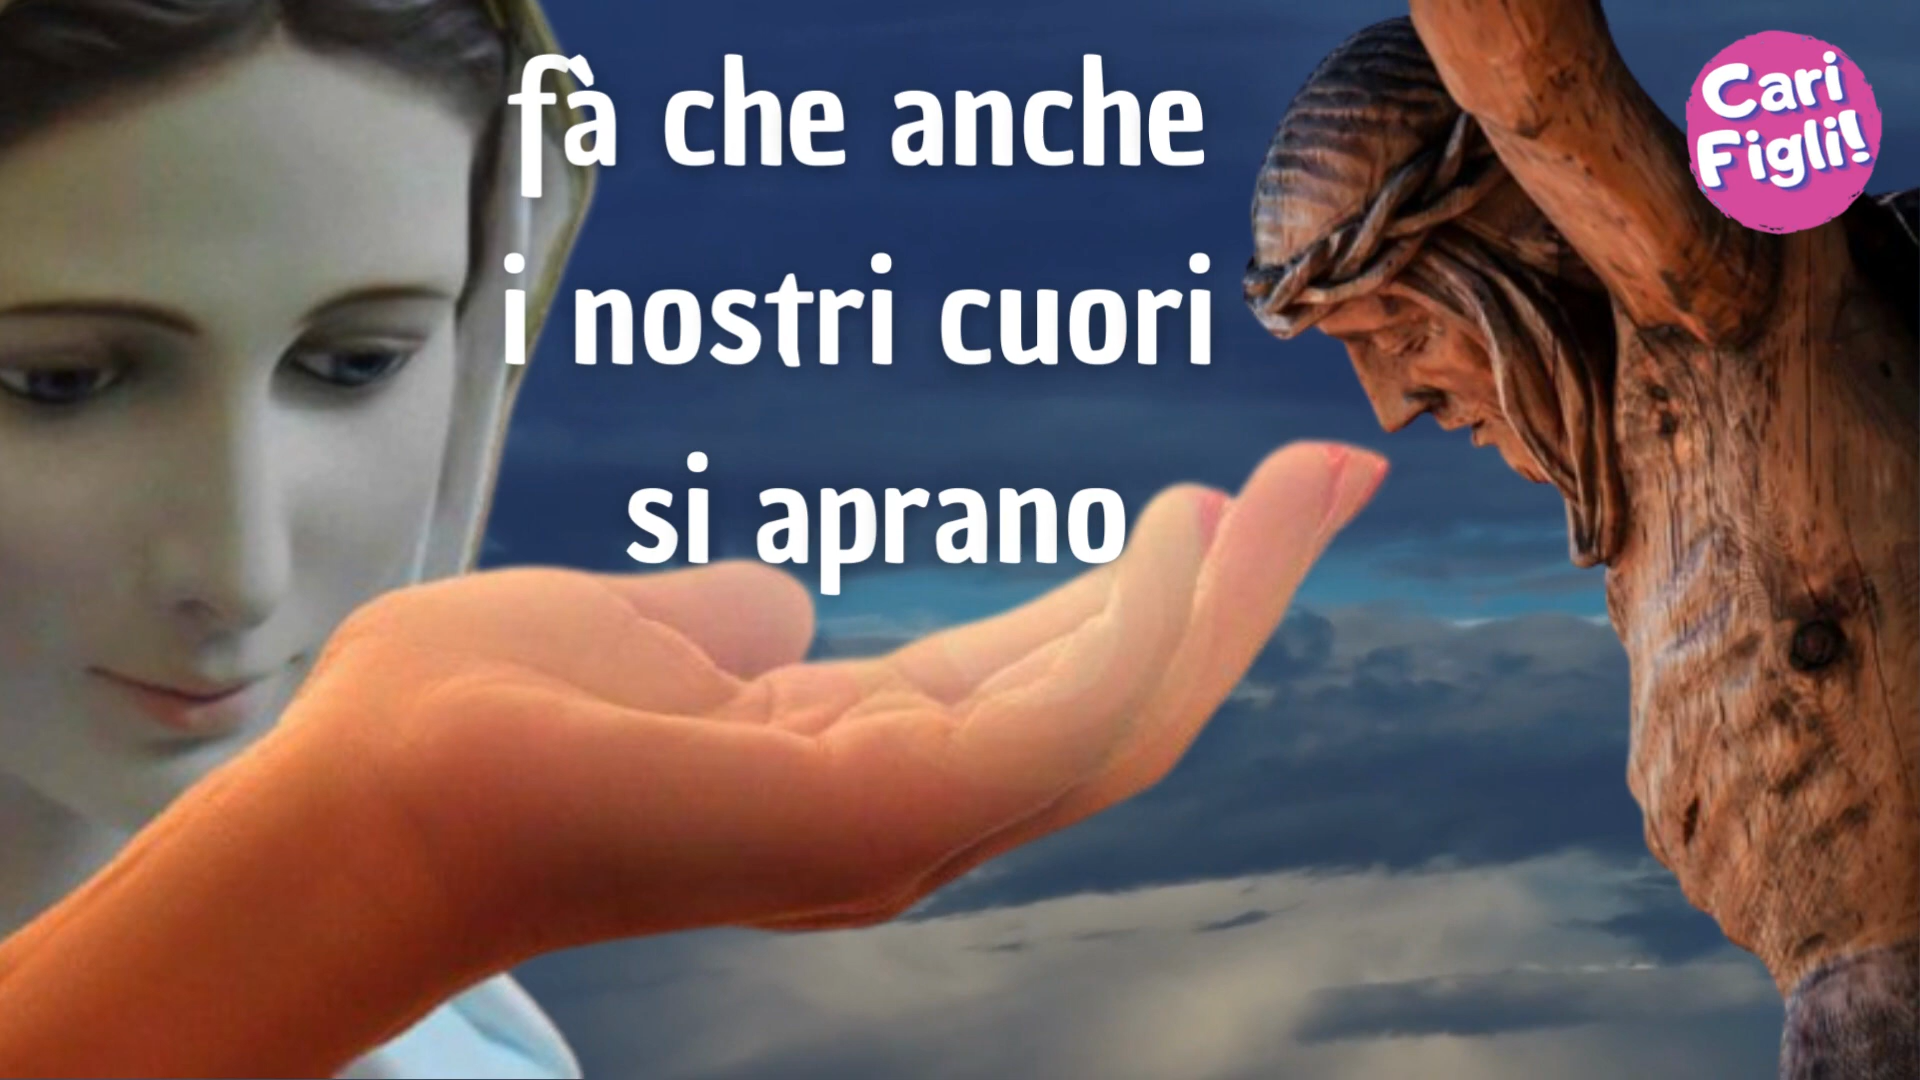 fà che anche
i nostri cuori
si aprano
Cari
Figli!